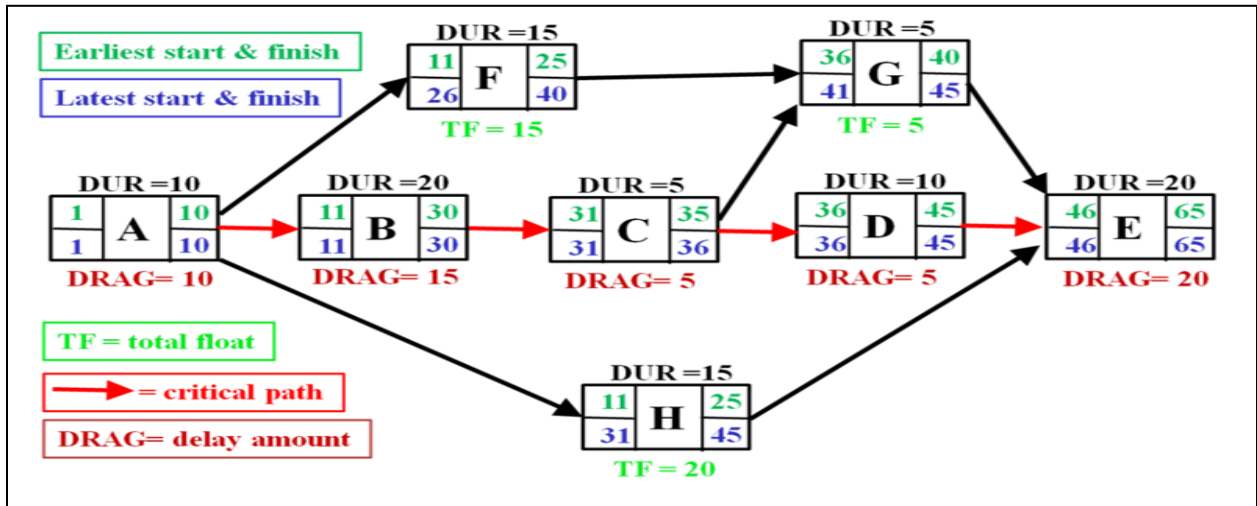 Earliest start & finish
Latest start & finish
DUR =15
11 F 25
26 40
TF = 15
DUR =5
36 G 40
41 45
TF = 5
DUR =10
1 A 10
1 10
DRAG= 10
DUR =20
11 B 30
11 30
DRAG= 15
DUR =5
31 C 35
31 36
DRAG= 5
DUR =10
36 D 45
36 45
DRAG= 5
DUR =20
46 E 65
46 65
DRAG= 20
TF = total float
= critical path
DRAG= delay amount
DUR =15
11 H 25
31 45
TF = 20